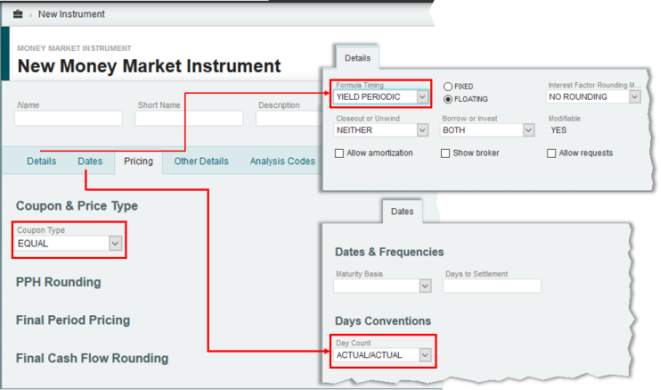 New Instrument
MONEY MARKET INSTRUMENT
New Money Market Instrument
Name Short Name Description
Details Dates Pricing Other Details Analysis Codes
Coupon & Price Type
Coupon Type
EQUAL
PPH Rounding
Final Period Pricing
Final Cash Flow Rounding
Details
Formula Timing FIXED Interest Factor Rounding M...
YIELD PERIODIC FLOATING NO ROUNDING
Closeout or Unwind Borrow or Invest Modifiable
NEITHER BOTH YES
Allow amortization Show broker Allow requests
Dates
Dates & Frequencies
Maturity Basis Days to Settlement
Days Conventions
Day Count
ACTUAL/ACTUAL